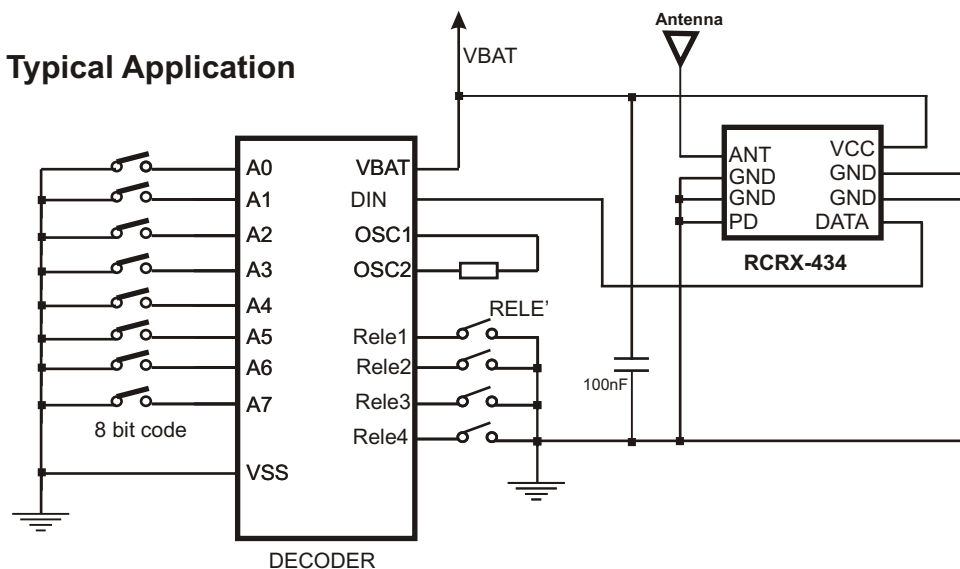 Typical Application
VBAT
Antenna
A0
A1
A2
A3
A4
A5
A6
A7
VSS
8 bit code
VBAT
DIN
OSC1
OSC2
Rele1
Rele2
Rele3
Rele4
DECODER
RELE'
100nF
ANT
GND
GND
PD
VCC
GND
GND
DATA
RCRX-434